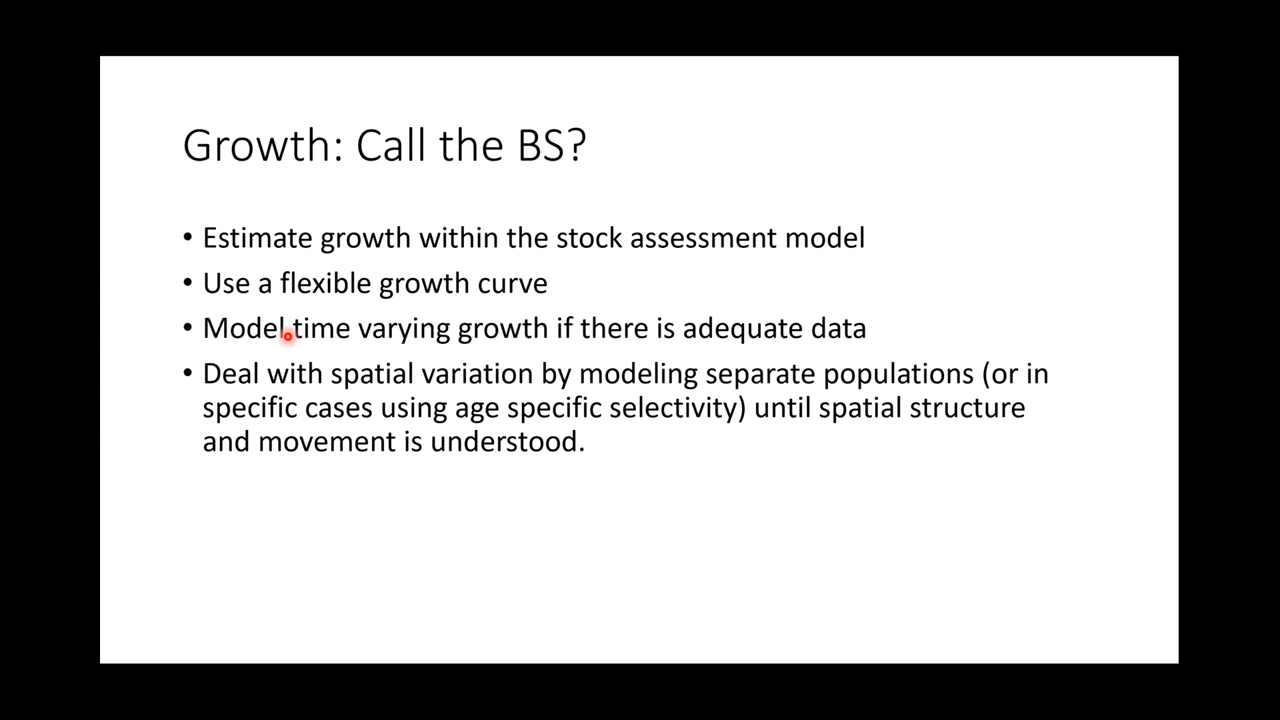 Growth: Call the BS?
• Estimate growth within the stock assessment model
• Use a flexible growth curve
• Model time varying growth if there is adequate data
• Deal with spatial variation by modeling separate populations (or in
specific cases using age specific selectivity) until spatial structure
and movement is understood.